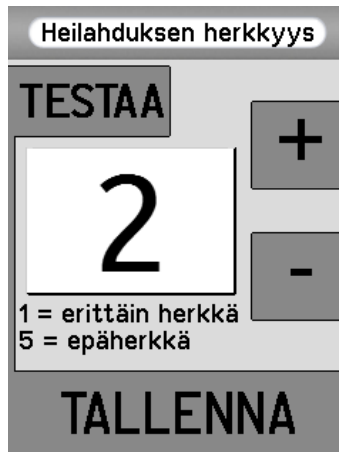 Heilahduksen herkkyys
TESTAA
+
2
-
1 = erittäin herkkä
5 = epäherkkä
TALLENNA